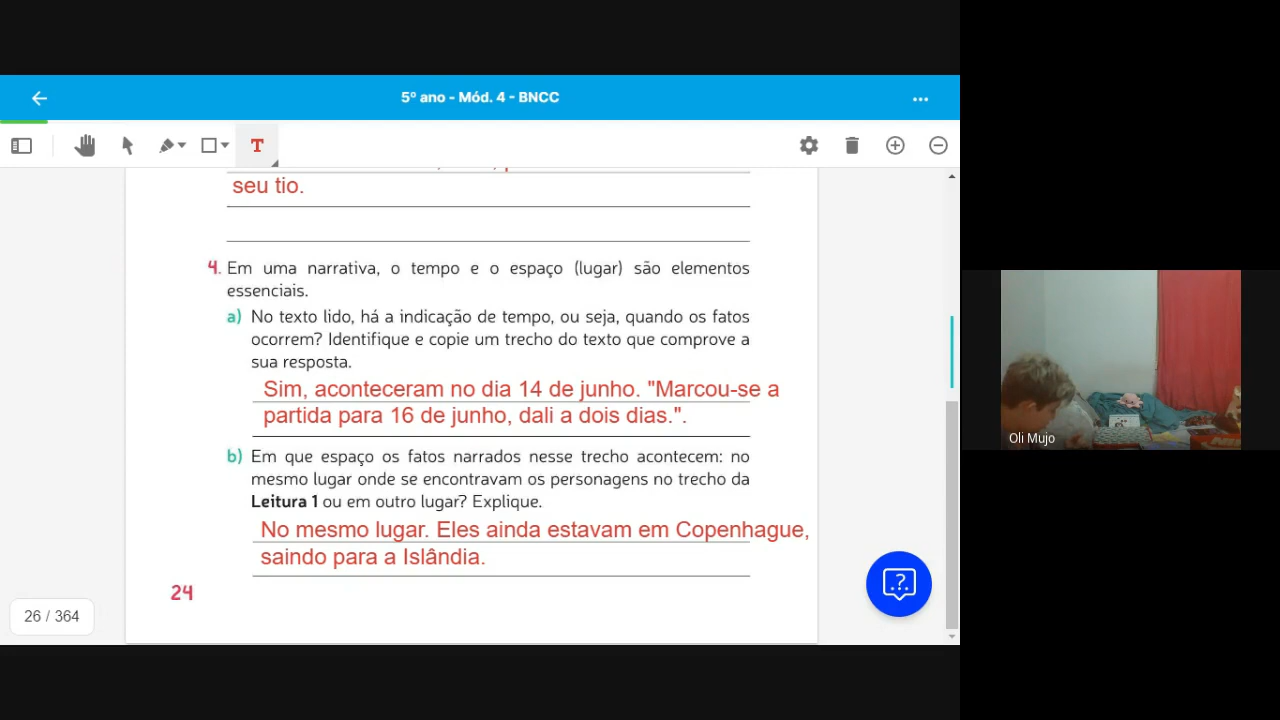 5º ano - Mód. 4 - BNCC
T
seu tio.
4. Em uma narrativa, o tempo e o espaço (lugar) são elementos
essenciais.
a) No texto lido, há a indicação de tempo, ou seja, quando os fatos
ocorrem? Identifique e copie um trecho do texto que comprove a
sua resposta.
Sim, aconteceram no dia 14 de junho. "Marcou-se a
partida para 16 de junho, dali a dois dias.".
b) Em que espaço os fatos narrados nesse trecho acontecem: no
mesmo lugar onde se encontravam os personagens no trecho da
Leitura 1 ou em outro lugar? Explique.
No mesmo lugar. Eles ainda estavam em Copenhague,
saindo para a Islândia.
24
26 / 364
Oli Mujo